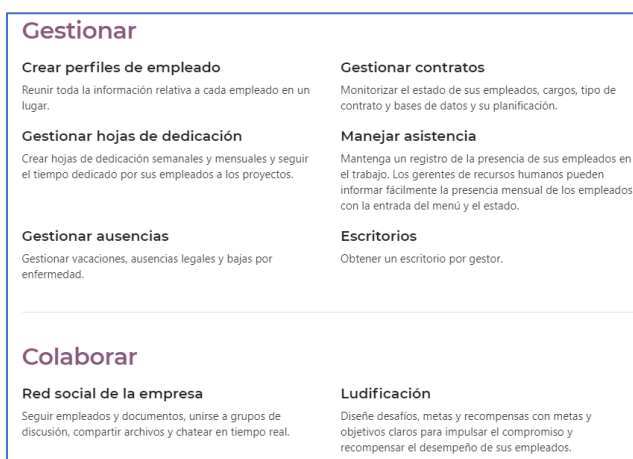 Gestionar
Crear perfiles de empleado
Reunir toda la información relativa a cada empleado en un
lugar.
Gestionar contratos
Monitorizar el estado de sus empleados, cargos, tipo de
contrato y bases de datos y su planificación.
Gestionar hojas de dedicación
Crear hojas de dedicación semanales y mensuales y seguir
el tiempo dedicado por sus empleados a los proyectos.
Manejar asistencia
Mantenga un registro de la presencia de sus empleados en
el trabajo. Los gerentes de recursos humanos pueden
informar fácilmente la presencia mensual de los empleados
con la entrada del menú y el estado.
Gestionar ausencias
Gestionar vacaciones, ausencias legales y bajas por
enfermedad.
Escritorios
Obtener un escritorio por gestor.
Colaborar
Red social de la empresa
Seguir empleados y documentos, unirse a grupos de
discusión, compartir archivos y chatear en tiempo real.
Ludificación
Diseñe desafíos, metas y recompensas con metas y
objetivos claros para impulsar el compromiso y
recompensar el desempeño de sus empleados.